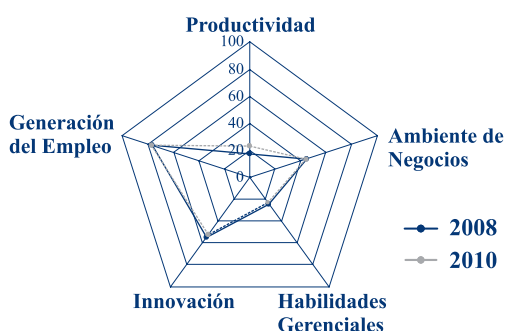 Productividad
100
80
60
40
20
0
Generación
del Empleo
Ambiente de
Negocios
2008
2010
Innovación
Habilidades
Gerenciales